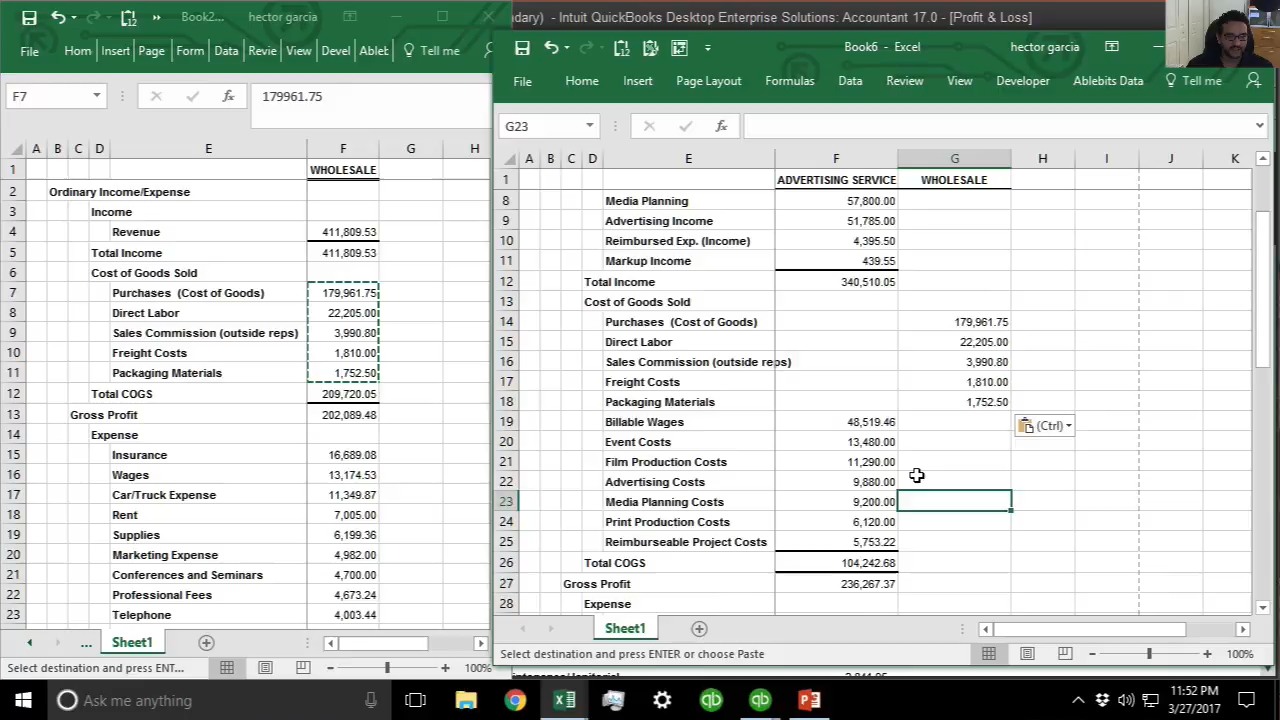 Book2... hector garcia
File Hom Insert Page Form Data Revie View Devel Ablet Tell me
F7 fx 179961.75
A B C D E F G H
1 WHOLESALE
2 Ordinary Income/Expense
3 Income
4 Revenue 411,809.53
5 Total Income 411,809.53
6 Cost of Goods Sold
7 Purchases (Cost of Goods) 179,961.75
8 Direct Labor 22,205.00
9 Sales Commission (outside reps) 3,990.80
10 Freight Costs 1,810.00
11 Packaging Materials 1,752.50
12 Total COGS 209,720.05
13 Gross Profit 202,089.48
14 Expense
15 Insurance 16,689.08
16 Wages 13,174.53
17 Car/Truck Expense 11,349.87
18 Rent 7,005.00
19 Supplies 6,199.36
20 Marketing Expense 4,982.00
21 Conferences and Seminars 4,700.00
22 Professional Fees 4,673.24
23 Telephone 4,003.44
... Sheet1
Select destination and press ENT... 100%
dary) - Intuit QuickBooks Desktop Enterprise Solutions: Accountant 17.0 - [Profit & Loss]
Book6 - Excel hector garcia
File Home Insert Page Layout Formulas Data Review View Developer Ablebits Data Tell me
G23 fx
A B C D E F G H I J K
1 ADVERTISING SERVICE WHOLESALE
8 Media Planning 57,800.00
9 Advertising Income 51,785.00
10 Reimbursed Exp. (Income) 4,395.50
11 Markup Income 439.55
12 Total Income 340,510.05
13 Cost of Goods Sold
14 Purchases (Cost of Goods) 179,961.75
15 Direct Labor 22,205.00
16 Sales Commission (outside reps) 3,990.80
17 Freight Costs 1,810.00
18 Packaging Materials 1,752.50
19 Billable Wages 48,519.46
(Ctrl)
20 Event Costs 13,480.00
21 Film Production Costs 11,290.00
22 Advertising Costs 9,880.00
23 Media Planning Costs 9,200.00
24 Print Production Costs 6,120.00
25 Reimburseable Project Costs 5,753.22
26 Total COGS 104,242.68
27 Gross Profit 236,267.37
28 Expense
Sheet1
Select destination and press ENTER or choose Paste 100%
Ask me anything
11:52 PM
3/27/2017